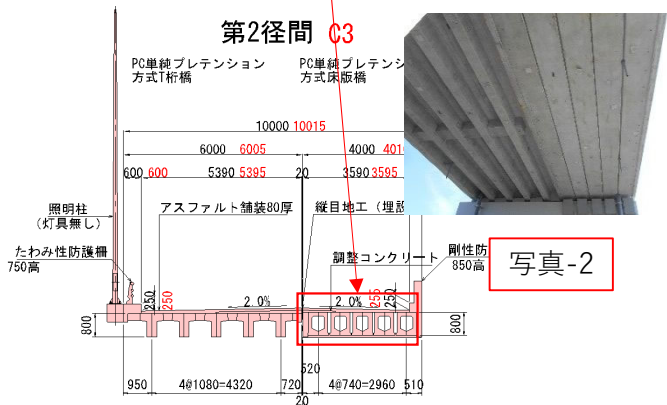 第2径間 C3
PC単純プレテンション
方式T桁橋
PC単純プレテンシ
方式床版橋
10000 10015
6000 6005
4000 401
600 600
5390 5395
20
3590 3595
照明柱
(灯具無し)
アスファルト舗装80厚
縦目地工(埋設
たわみ性防護柵
750高
調整コンクリート
剛性防
850高
写真-2
250
250
2.0%
2.0%
255
250
800
800
520
950
4@1080=4320
720
4@740=2960
510
20